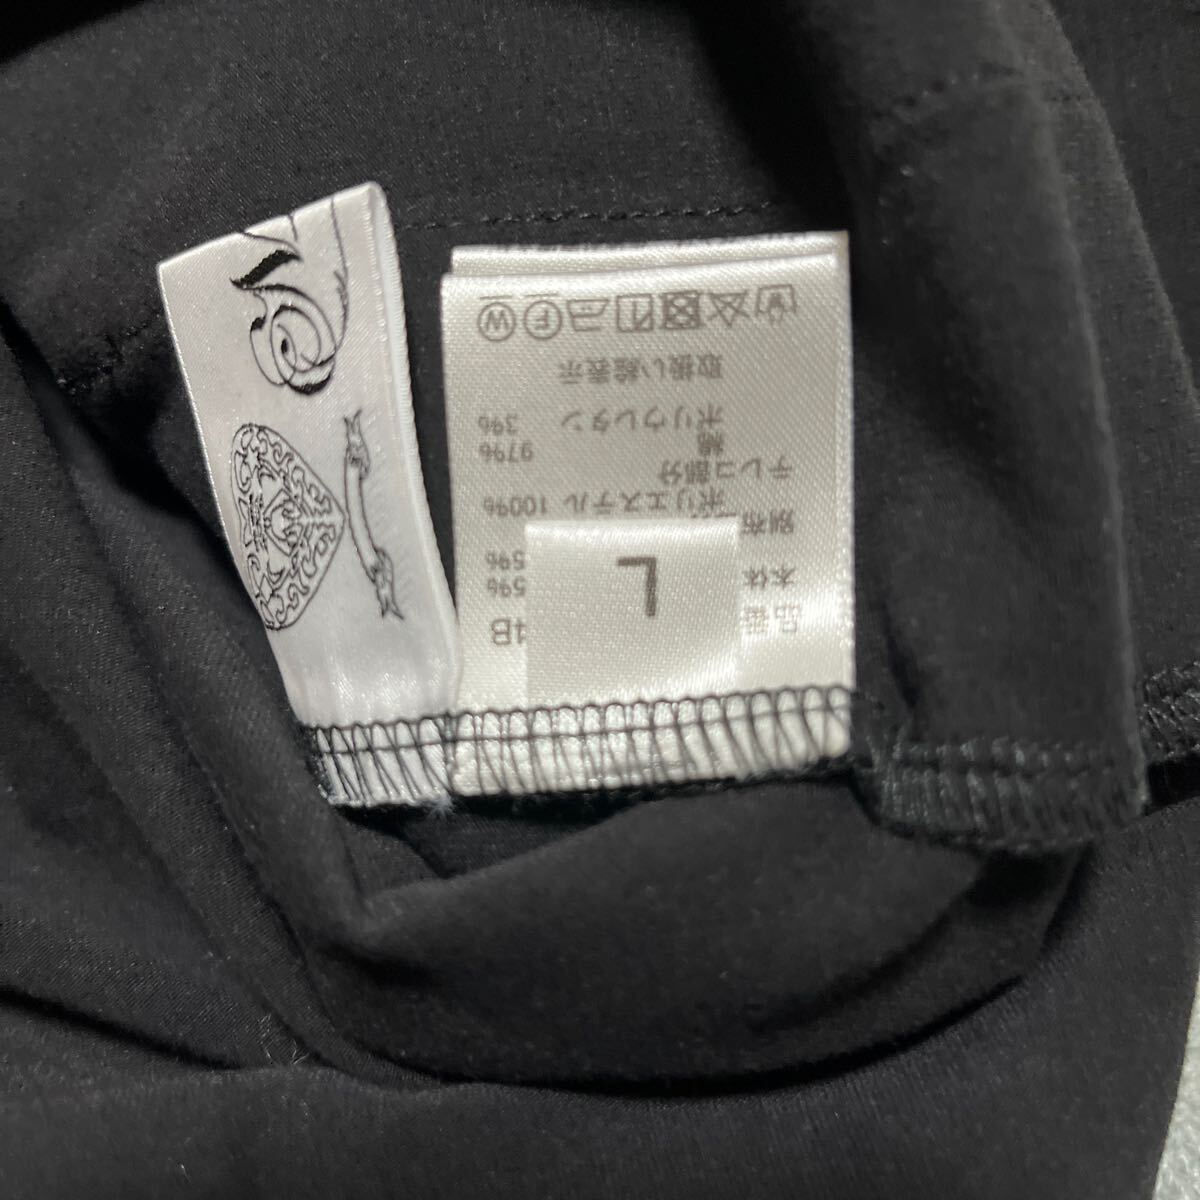 品番
本体 5%
5%
L
別布 ポリエステル 100%
テレコ部分
綿 97%
ポリウレタン 3%
取扱い絵表示
F W